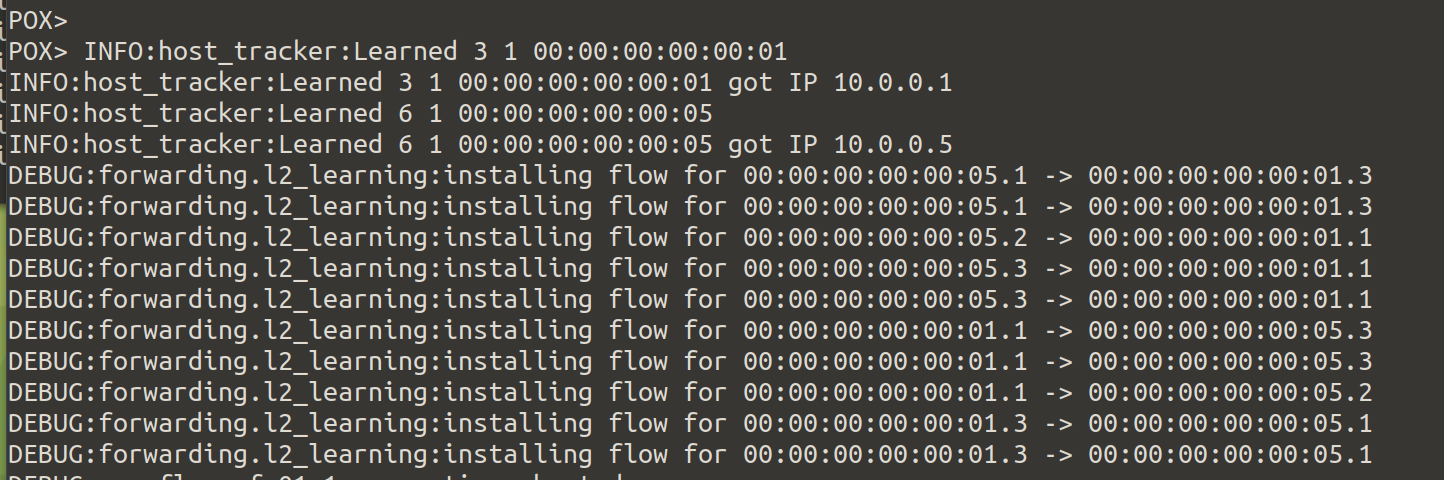 POX>
POX> INFO:host_tracker:Learned 3 1 00:00:00:00:00:01
INFO:host_tracker:Learned 3 1 00:00:00:00:00:01 got IP 10.0.0.1
INFO:host_tracker:Learned 6 1 00:00:00:00:00:05
INFO:host_tracker:Learned 6 1 00:00:00:00:00:05 got IP 10.0.0.5
DEBUG:forwarding.l2_learning:installing flow for 00:00:00:00:00:05.1 -> 00:00:00:00:00:01.3
DEBUG:forwarding.l2_learning:installing flow for 00:00:00:00:00:05.1 -> 00:00:00:00:00:01.3
DEBUG:forwarding.l2_learning:installing flow for 00:00:00:00:00:05.2 -> 00:00:00:00:00:01.1
DEBUG:forwarding.l2_learning:installing flow for 00:00:00:00:00:05.3 -> 00:00:00:00:00:01.1
DEBUG:forwarding.l2_learning:installing flow for 00:00:00:00:00:05.3 -> 00:00:00:00:00:01.1
DEBUG:forwarding.l2_learning:installing flow for 00:00:00:00:00:01.1 -> 00:00:00:00:00:05.3
DEBUG:forwarding.l2_learning:installing flow for 00:00:00:00:00:01.1 -> 00:00:00:00:00:05.3
DEBUG:forwarding.l2_learning:installing flow for 00:00:00:00:00:01.1 -> 00:00:00:00:00:05.2
DEBUG:forwarding.l2_learning:installing flow for 00:00:00:00:00:01.3 -> 00:00:00:00:00:05.1
DEBUG:forwarding.l2_learning:installing flow for 00:00:00:00:00:01.3 -> 00:00:00:00:00:05.1